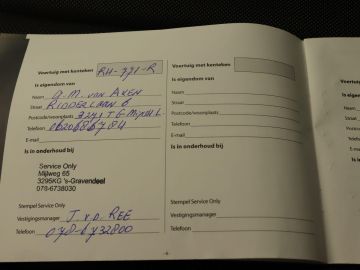 Voertuig met kenteken RH-771-R
Is eigendom van
Naam G.M. van AKEN
Straat RIDDERLAAN 6
Postcode/woonplaats 3271 TG
Telefoon
E-mail
Is in onderhoud bij
Service Only
Mijlweg 65
3295KG 's-Gravendeel
078-6738030
Stempel Service Only
Vestigingsmanager J. v.d. REE
Telefoon 078-6732800
Voertuig met kenteken
Is eigendom van
Naam
Straat
Postcode/woonplaats
Telefoon
E-mail
Is in onderhoud bij
Stempel Service Only
Vestigingsmanager
Telefoon